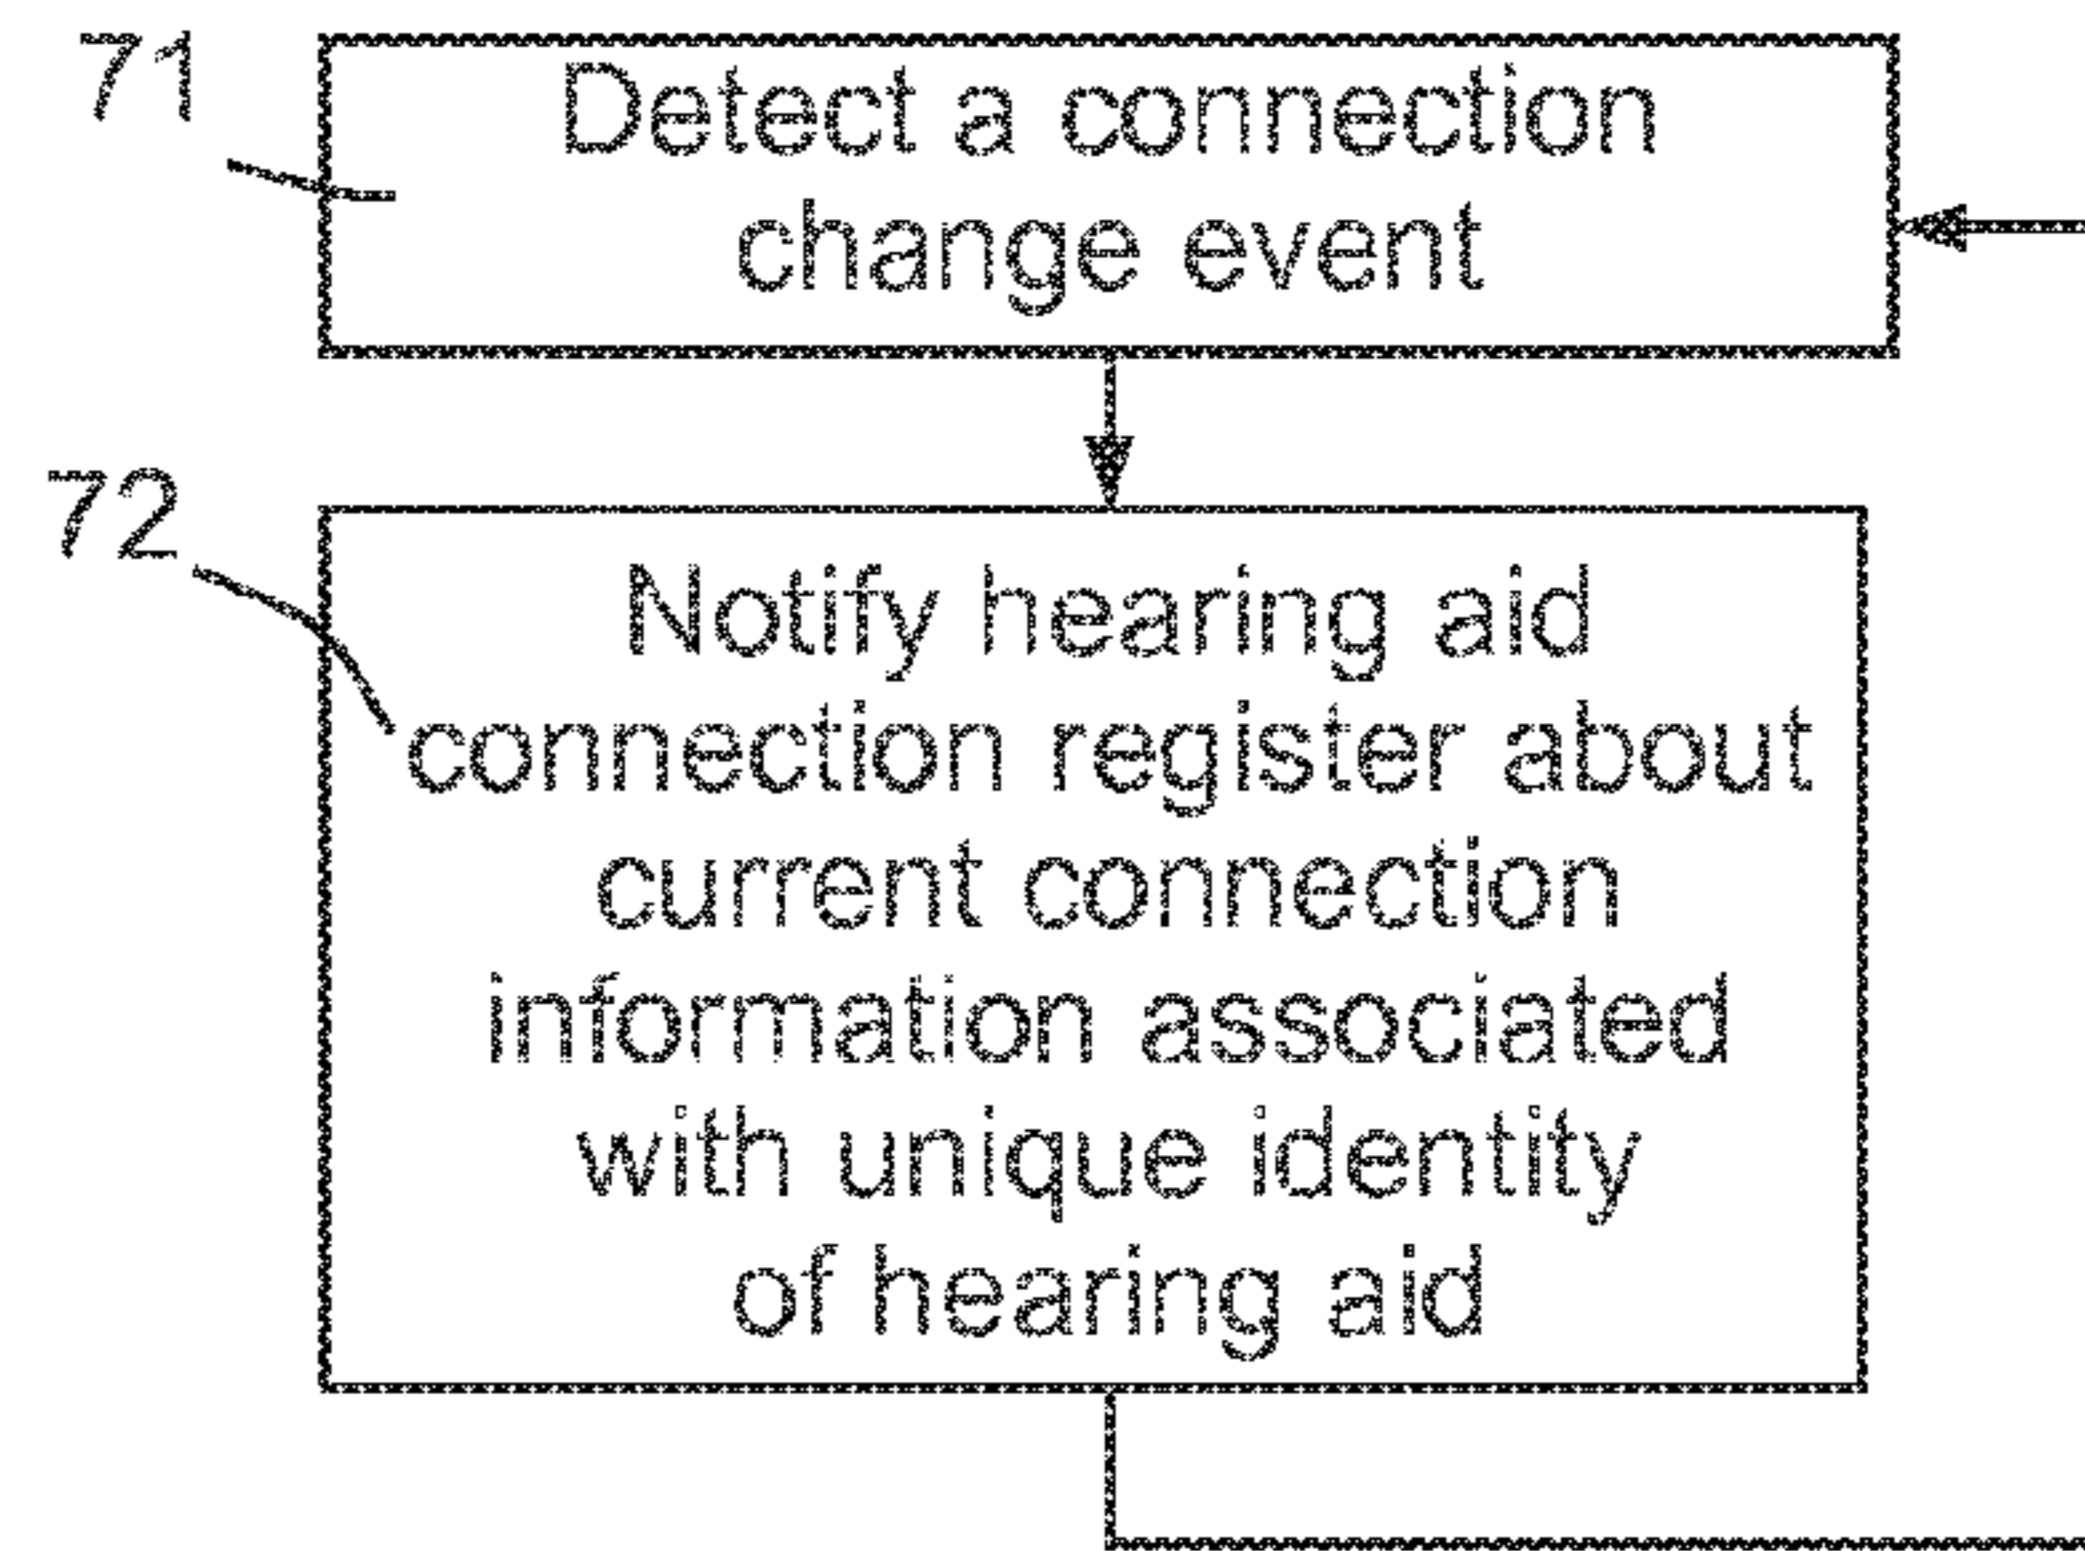 71
Detect a connection
change event
72
Notify hearing aid
connection register about
current connection
information associated
with unique identity
of hearing aid